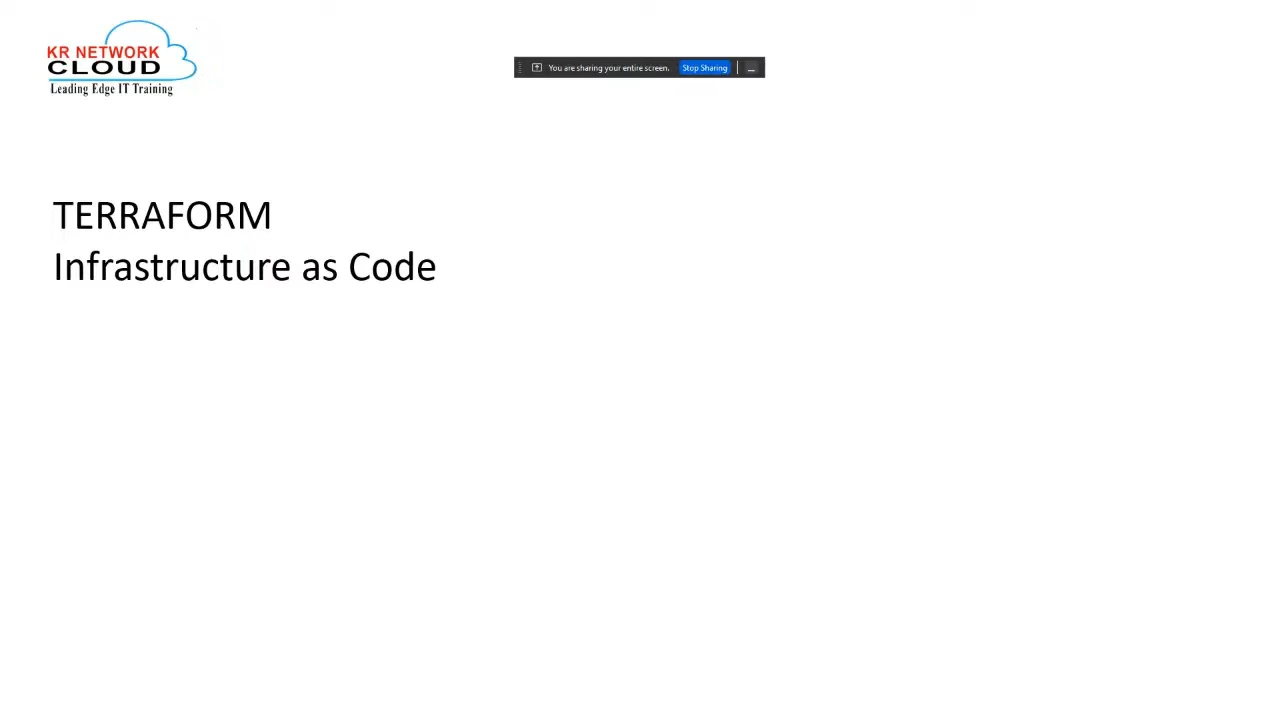 KR NETWORK
CLOUD
Leading Edge IT Training
You are sharing your entire screen.
Stop Sharing
TERRAFORM
Infrastructure as Code